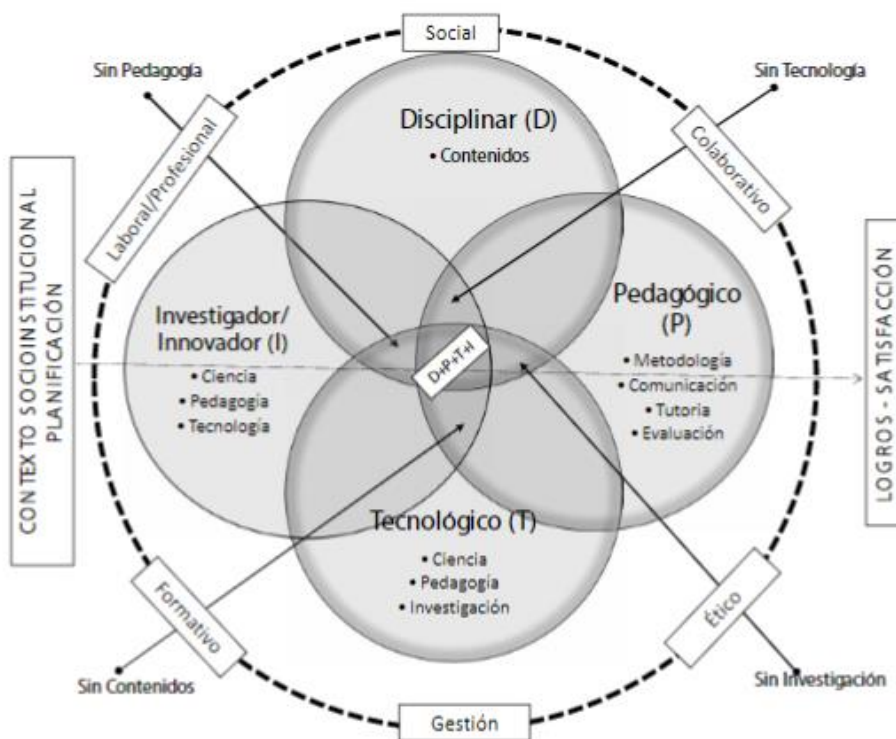 Social
Sin Pedagogía
Sin Tecnología
Disciplinar (D)
• Contenidos
Laboral/Profesional
Colaborativo
CONTEXTO SOCIOINSTITUCIONAL
PLANIFICACIÓN
Investigador/
Innovador (I)
• Ciencia
• Pedagogía
• Tecnología
D+P+T+I
Pedagógico
(P)
• Metodología
• Comunicación
• Tutoría
• Evaluación
LOGROS - SATISFACCIÓN
Tecnológico (T)
• Ciencia
• Pedagogía
• Investigación
Formativo
Ético
Sin Contenidos
Sin Investigación
Gestión